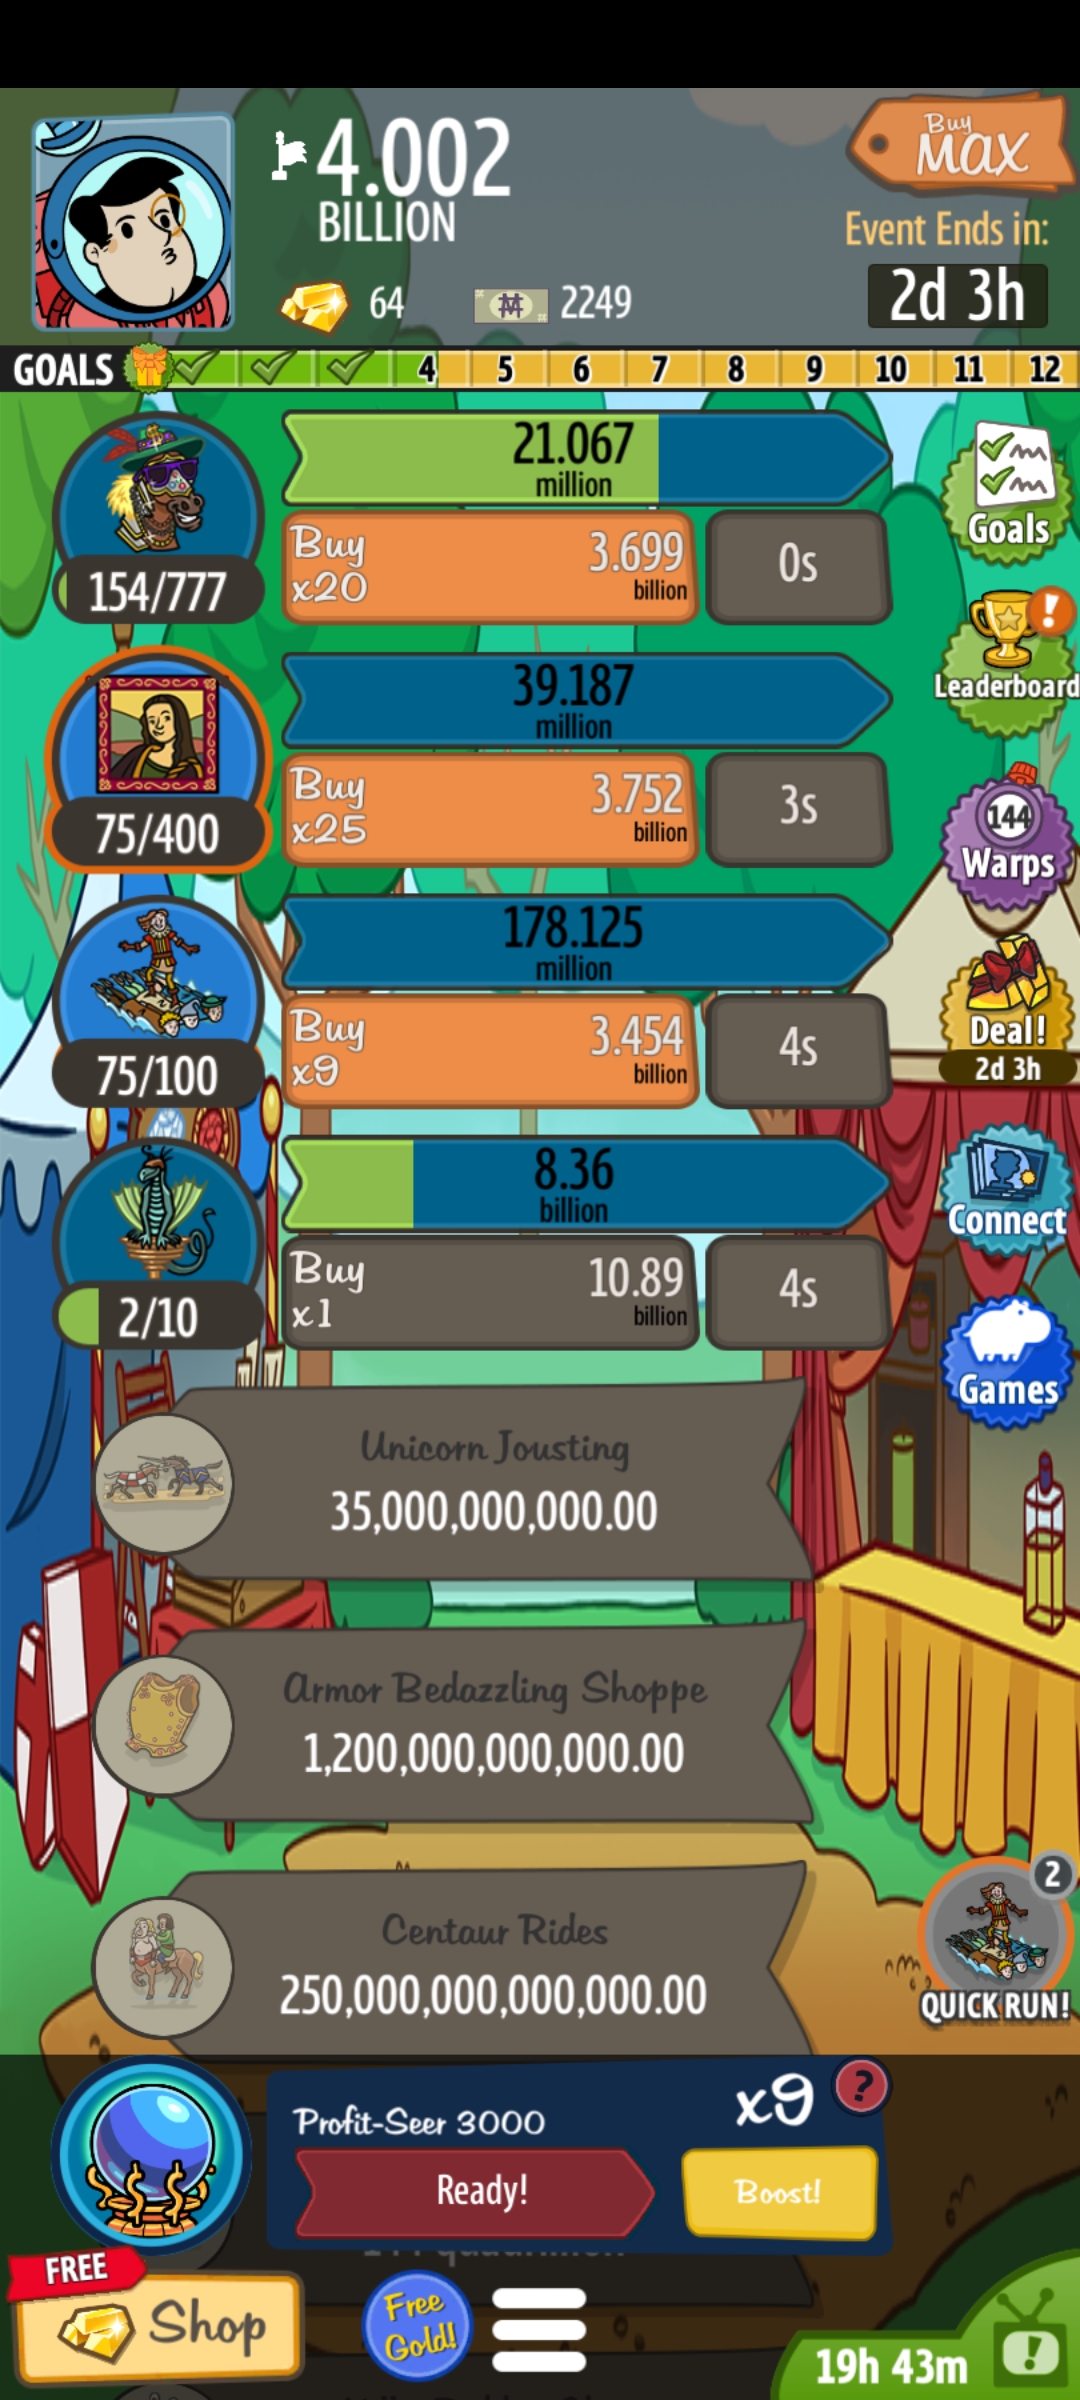 4.002
BILLION
Buy
MAX
Event Ends in:
2d 3h
64
2249
GOALS 4 5 6 7 8 9 10 11 12
21.067
million
Buy
x20
3.699
billion
0s
154/777
Goals
39.187
million
Buy
x25
3.752
billion
3s
75/400
Leaderboard
144
Warps
178.125
million
Buy
x9
3.454
billion
4s
75/100
Deal!
2d 3h
8.36
billion
Buy
x1
10.89
billion
4s
2/10
Connect
Games
Unicorn Jousting
35,000,000,000.00
Armor Bedazzling Shoppe
1,200,000,000,000.00
Centaur Rides
250,000,000,000,000.00
2
QUICK RUN!
Profit-Seer 3000
x9
?
Ready!
Boost!
FREE
Shop
Free
Gold!
19h 43m